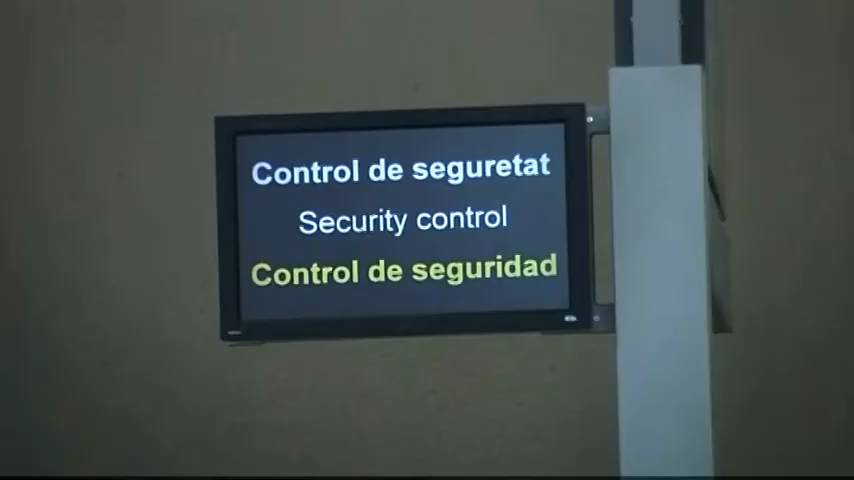 Control de seguretat
Security control
Control de seguridad